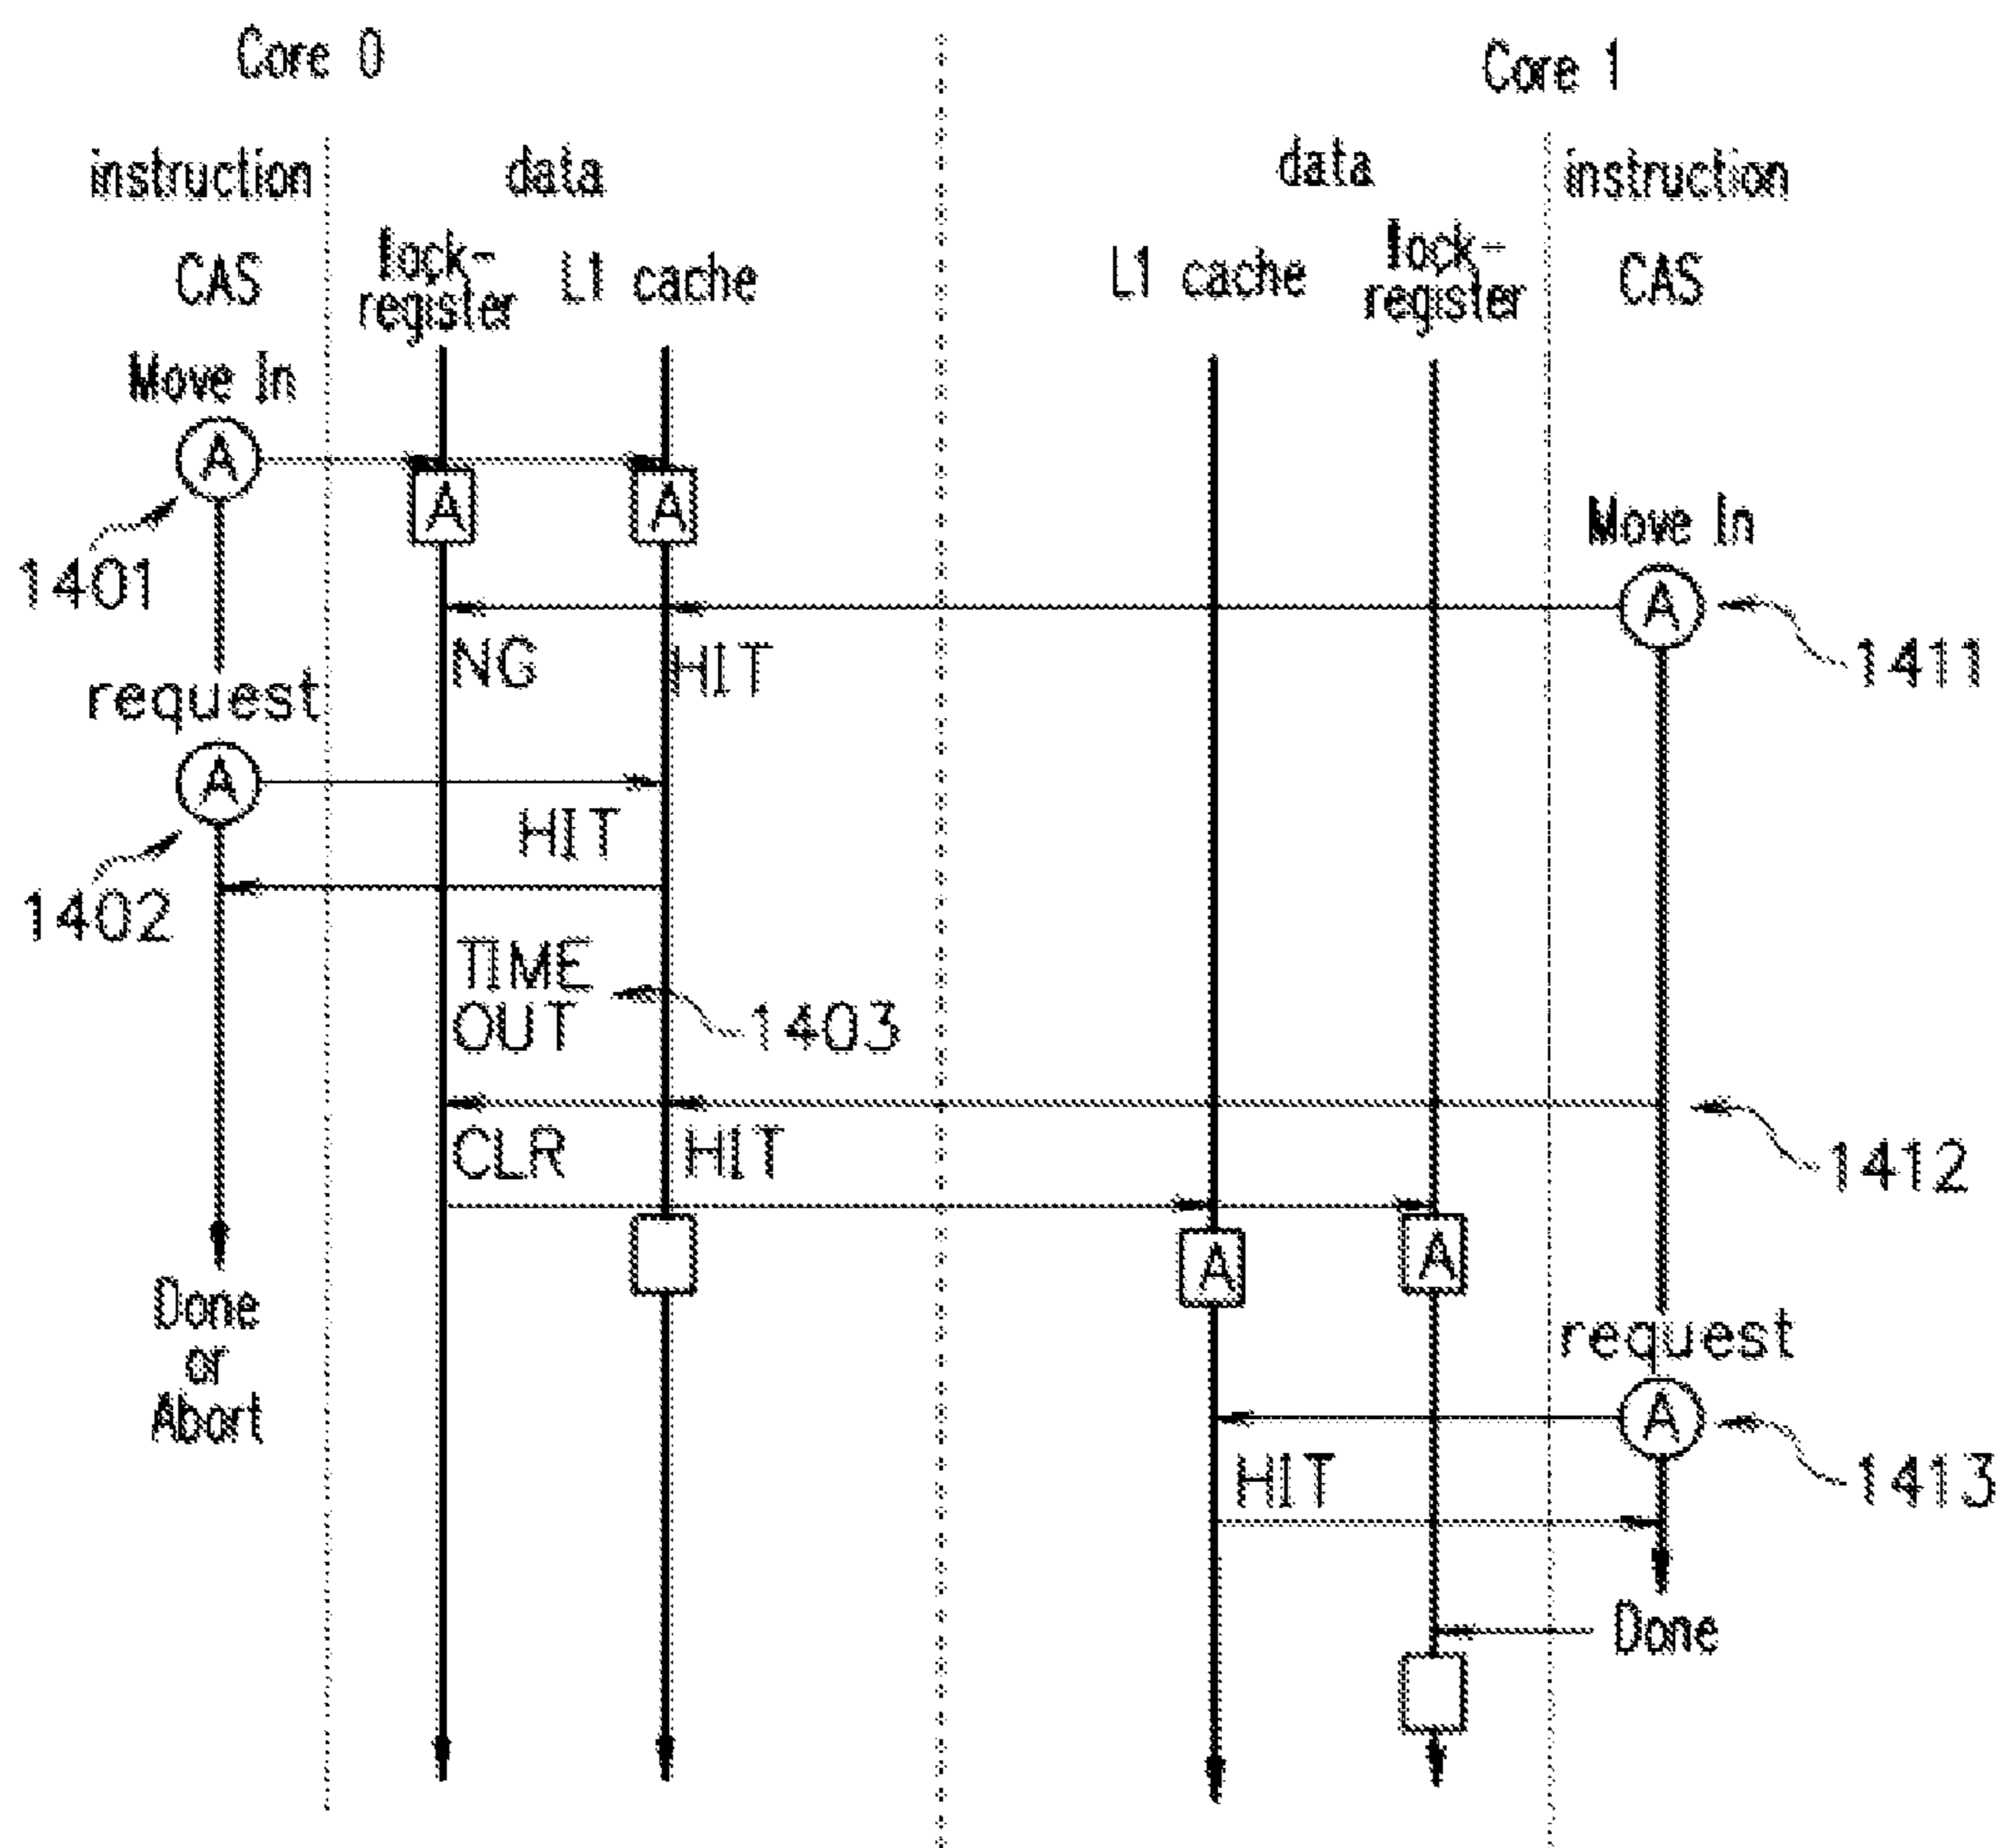 Core 0
Core 1
instruction
data
data
instruction
CAS
lock-
register
L1 cache
L1 cache
lock-
register
CAS
Move In
A
A
A
1401
Move In
A
1411
NG
HIT
request
A
HIT
1402
TIME
OUT
1403
CLR
HIT
1412
A
A
Done
or
Abort
request
A
HIT
1413
Done